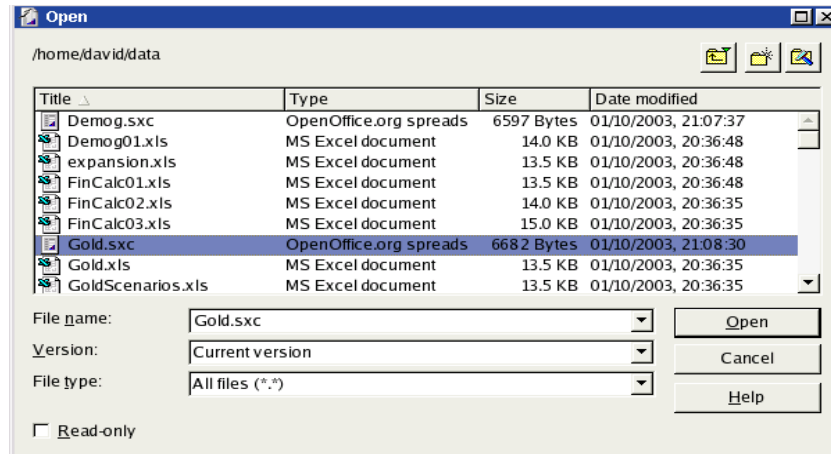 Open
/home/david/data
Title Type Size Date modified
Demog.sxc OpenOffice.org spreads 6597 Bytes 01/10/2003, 21:07:37
Demog01.xls MS Excel document 14.0 KB 01/10/2003, 20:36:48
expansion.xls MS Excel document 13.5 KB 01/10/2003, 20:36:48
FinCalc01.xls MS Excel document 13.5 KB 01/10/2003, 20:36:48
FinCalc02.xls MS Excel document 14.0 KB 01/10/2003, 20:36:35
FinCalc03.xls MS Excel document 15.0 KB 01/10/2003, 20:36:35
Gold.sxc OpenOffice.org spreads 6682 Bytes 01/10/2003, 21:08:30
Gold.xls MS Excel document 13.5 KB 01/10/2003, 20:36:35
GoldScenarios.xls MS Excel document 13.5 KB 01/10/2003, 20:36:35
File name: Gold.sxc Open
Version: Current version Cancel
File type: All files (*.*) Help
Read-only